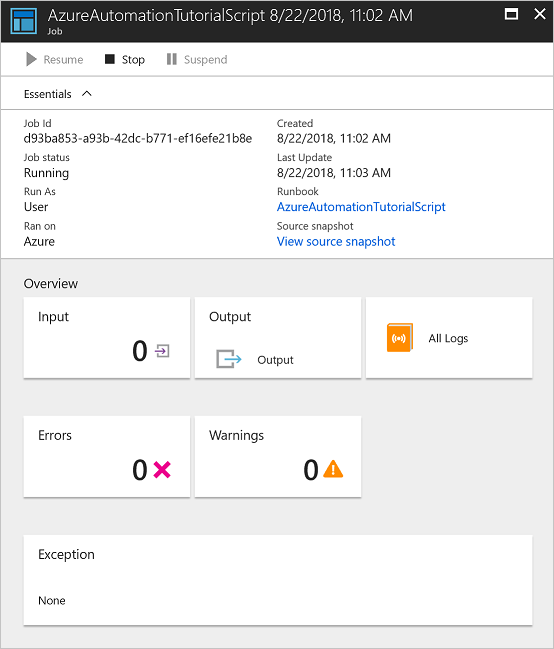 AzureAutomationTutorialScript 8/22/2018, 11:02 AM
Job
Resume Stop Suspend
Essentials
Job Id
d93ba853-a93b-42dc-b771-ef16efe21b8e
Job status
Running
Run As
User
Ran on
Azure
Created
8/22/2018, 11:02 AM
Last Update
8/22/2018, 11:03 AM
Runbook
AzureAutomationTutorialScript
Source snapshot
View source snapshot
Overview
Input
0
Output
Output
All Logs
Errors
0
Warnings
0
Exception
None